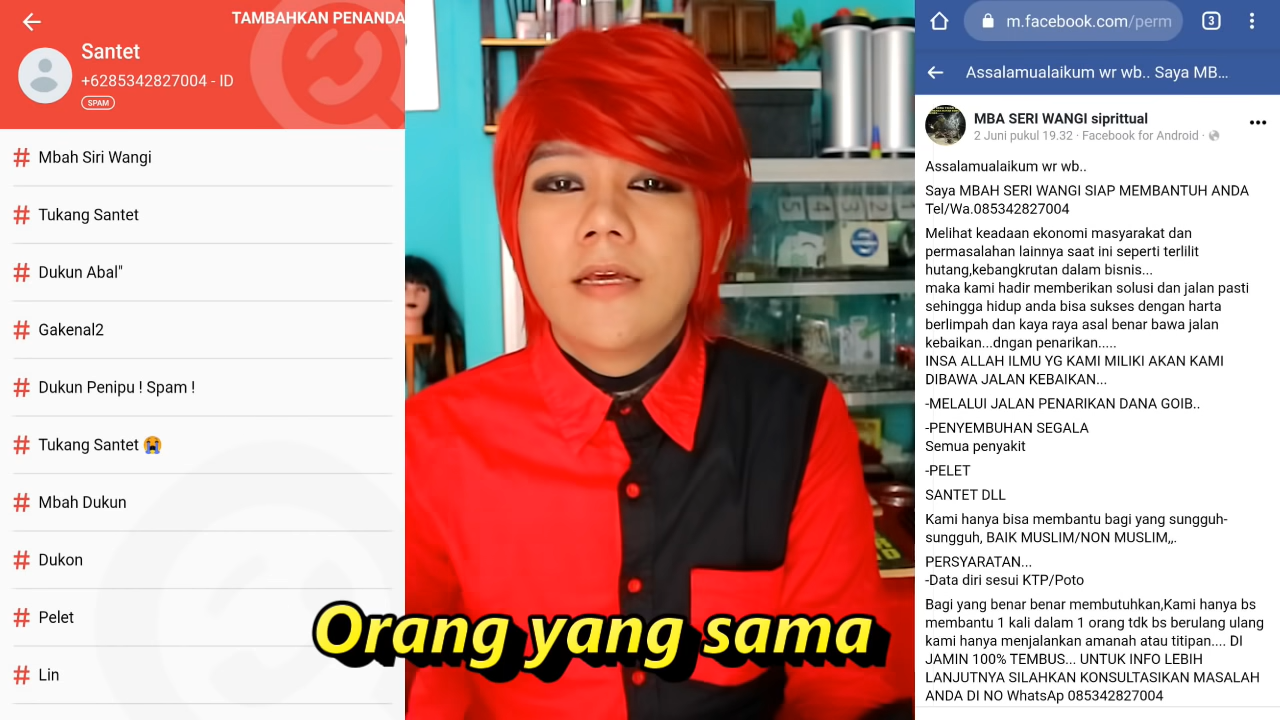 TAMBAHKAN PENANDA
Santet
+6285342827004 - ID
SPAM
# Mbah Siri Wangi
# Tukang Santet
# Dukun Abal"
# Gakenal2
# Dukun Penipu ! Spam !
# Tukang Santet 😭
# Mbah Dukun
# Dukon
# Pelet
# Lin
Orang yang sama
m.facebook.com/perm
3
Assalamualaikum wr wb.. Saya MB...
MBA SERI WANGI siprittual
2 Juni pukul 19.32 · Facebook for Android ·
Assalamualaikum wr wb..
Saya MBAH SERI WANGI SIAP MEMBANTUH ANDA
Tel/Wa.085342827004
Melihat keadaan ekonomi masyarakat dan
permasalahan lainnya saat ini seperti terlilit
hutang,kebangkrutan dalam bisnis...
maka kami hadir memberikan solusi dan jalan pasti
sehingga hidup anda bisa sukses dengan harta
berlimpah dan kaya raya asal benar bawa jalan
kebaikan...dngan penarikan.....
INSA ALLAH ILMU YG KAMI MILIKI AKAN KAMI
DIBAWA JALAN KEBAIKAN...
-MELALUI JALAN PENARIKAN DANA GOIB..
-PENYEMBUHAN SEGALA
Semua penyakit
-PELET
SANTET DLL
Kami hanya bisa membantu bagi yang sungguh-
sungguh, BAIK MUSLIM/NON MUSLIM,,.
PERSYARATAN...
-Data diri sesui KTP/Poto
Bagi yang benar benar membutuhkan,Kami hanya bs
membantu 1 kali dalam 1 orang tdk bs berulang ulang
kami hanya menjalankan amanah atau titipan.... DI
JAMIN 100% TEMBUS... UNTUK INFO LEBIH
LANJUTNYA SILAHKAN KONSULTASIKAN MASALAH
ANDA DI NO WhatsAp 085342827004